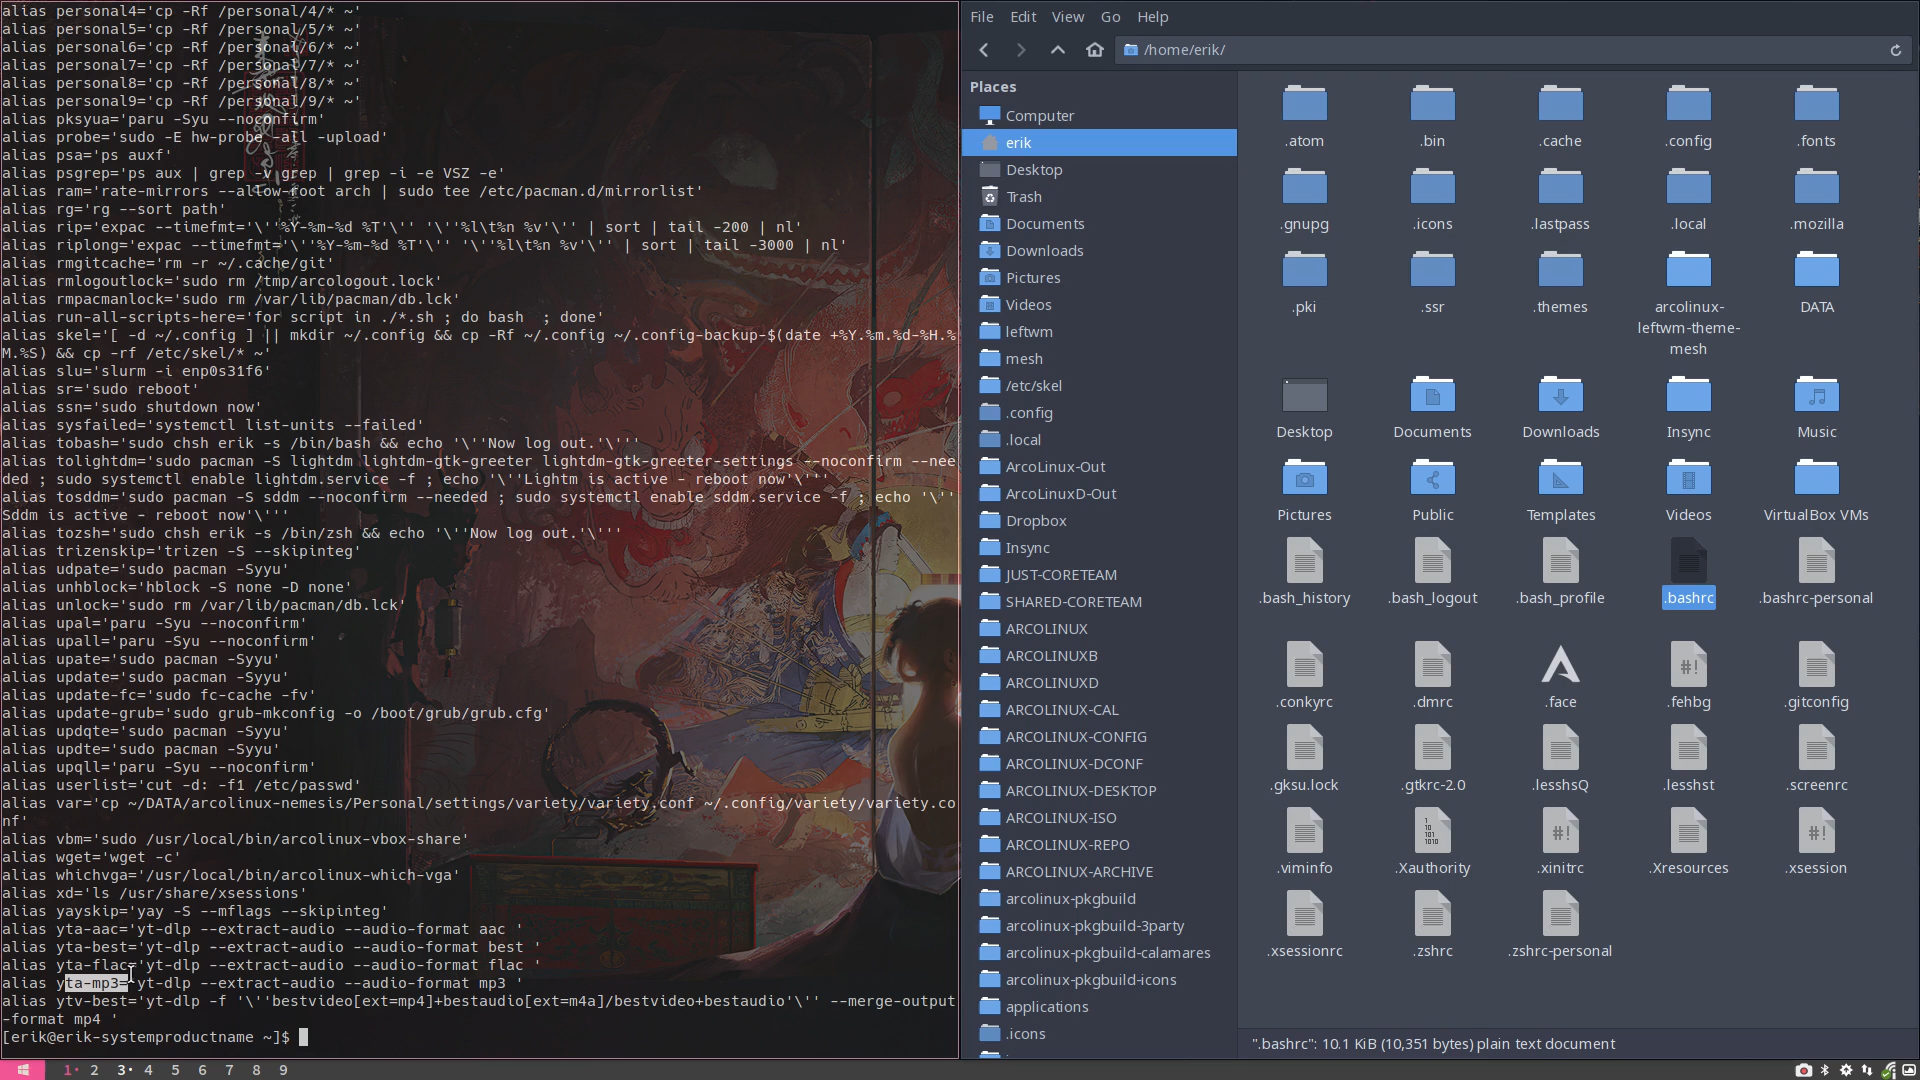 alias personal4='cp -Rf /personal/4/* ~'
alias personal5='cp -Rf /personal/5/* ~'
alias personal6='cp -Rf /personal/6/* ~'
alias personal7='cp -Rf /personal/7/* ~'
alias personal8='cp -Rf /personal/8/* ~'
alias personal9='cp -Rf /personal/9/* ~'
alias pksyua='paru -Syu --noconfirm'
alias probe='sudo -E hw-probe -all -upload'
alias psa='ps auxf'
alias psgrep='ps aux | grep -v grep | grep -i -e VSZ -e'
alias ram='rate-mirrors --allow-root arch | sudo tee /etc/pacman.d/mirrorlist'
alias rg='rg --sort path'
alias rip='expac --timefmt='\''%Y-%m-%d %T'\'' '\''%l\t%n %v'\'' | sort | tail -200 | nl'
alias riplong='expac --timefmt='\''%Y-%m-%d %T'\'' '\''%l\t%n %v'\'' | sort | tail -3000 | nl'
alias rmgitcache='rm -r ~/.cache/git'
alias rmlogoutlock='sudo rm /tmp/arcologout.lock'
alias rmpacmanlock='sudo rm /var/lib/pacman/db.lck'
alias run-all-scripts-here='for script in ./*.sh ; do bash  ; done'
alias skel='[ -d ~/.config ] || mkdir ~/.config && cp -Rf ~/.config ~/.config-backup-$(date +%Y.%m.%d-%H.%
M.%S) && cp -rf /etc/skel/* ~'
alias slu='slurm -i enp0s31f6'
alias sr='sudo reboot'
alias ssn='sudo shutdown now'
alias sysfailed='systemctl list-units --failed'
alias tobash='sudo chsh erik -s /bin/bash && echo '\''Now log out.'\'''
alias tolightdm='sudo pacman -S lightdm lightdm-gtk-greeter lightdm-gtk-greeter-settings --noconfirm --nee
ded ; sudo systemctl enable lightdm.service -f ; echo '\''Lightm is active - reboot now'\'''
alias tosddm='sudo pacman -S sddm --noconfirm --needed ; sudo systemctl enable sddm.service -f ; echo '\''
Sddm is active - reboot now'\'''
alias tozsh='sudo chsh erik -s /bin/zsh && echo '\''Now log out.'\'''
alias trizenskip='trizen -S --skipinteg'
alias udpate='sudo pacman -Syyu'
alias unhblock='hblock -S none -D none'
alias unlock='sudo rm /var/lib/pacman/db.lck'
alias upal='paru -Syu --noconfirm'
alias upall='paru -Syu --noconfirm'
alias upate='sudo pacman -Syyu'
alias update='sudo pacman -Syyu'
alias update-fc='sudo fc-cache -fv'
alias update-grub='sudo grub-mkconfig -o /boot/grub/grub.cfg'
alias updqte='sudo pacman -Syyu'
alias updte='sudo pacman -Syyu'
alias upqll='paru -Syu --noconfirm'
alias userlist='cut -d: -f1 /etc/passwd'
alias var='cp ~/DATA/arcolinux-nemesis/Personal/settings/variety/variety.conf ~/.config/variety/variety.co
nf'
alias vbm='sudo /usr/local/bin/arcolinux-vbox-share'
alias wget='wget -c'
alias whichvga='/usr/local/bin/arcolinux-which-vga'
alias xd='ls /usr/share/xsessions'
alias yayskip='yay -S --mflags --skipinteg'
alias yta-aac='yt-dlp --extract-audio --audio-format aac '
alias yta-best='yt-dlp --extract-audio --audio-format best '
alias yta-flac='yt-dlp --extract-audio --audio-format flac '
alias yta-mp3='yt-dlp --extract-audio --audio-format mp3 '
alias ytv-best='yt-dlp -f '\''bestvideo[ext=mp4]+bestaudio[ext=m4a]/bestvideo+bestaudio'\'' --merge-output
-format mp4 '
[erik@erik-systemproductname ~]$
File Edit View Go Help
/home/erik/
Places
Computer
erik
Desktop
Trash
Documents
Downloads
Pictures
Videos
leftwm
mesh
/etc/skel
.config
.local
ArcoLinux-Out
ArcoLinuxD-Out
Dropbox
Insync
JUST-CORETEAM
SHARED-CORETEAM
ARCOLINUX
ARCOLINUXB
ARCOLINUXD
ARCOLINUX-CAL
ARCOLINUX-CONFIG
ARCOLINUX-DCONF
ARCOLINUX-DESKTOP
ARCOLINUX-ISO
ARCOLINUX-REPO
ARCOLINUX-ARCHIVE
arcolinux-pkgbuild
arcolinux-pkgbuild-3party
arcolinux-pkgbuild-calamares
arcolinux-pkgbuild-icons
applications
.icons
.atom .bin .cache .config .fonts
.gnupg .icons .lastpass .local .mozilla
.pki .ssr .themes arcolinux- DATA
leftwm-theme-
mesh
Desktop Documents Downloads Insync Music
Pictures Public Templates Videos VirtualBox VMs
.bash_history .bash_logout .bash_profile .bashrc .bashrc-personal
.conkyrc .dmrc .face .fehbg .gitconfig
.gksu.lock .gtkrc-2.0 .lesshsQ .lesshst .screenrc
.viminfo .Xauthority .xinitrc .Xresources .xsession
.xsessionrc .zshrc .zshrc-personal
".bashrc": 10.1 KiB (10,351 bytes) plain text document
1 2 3 4 5 6 7 8 9